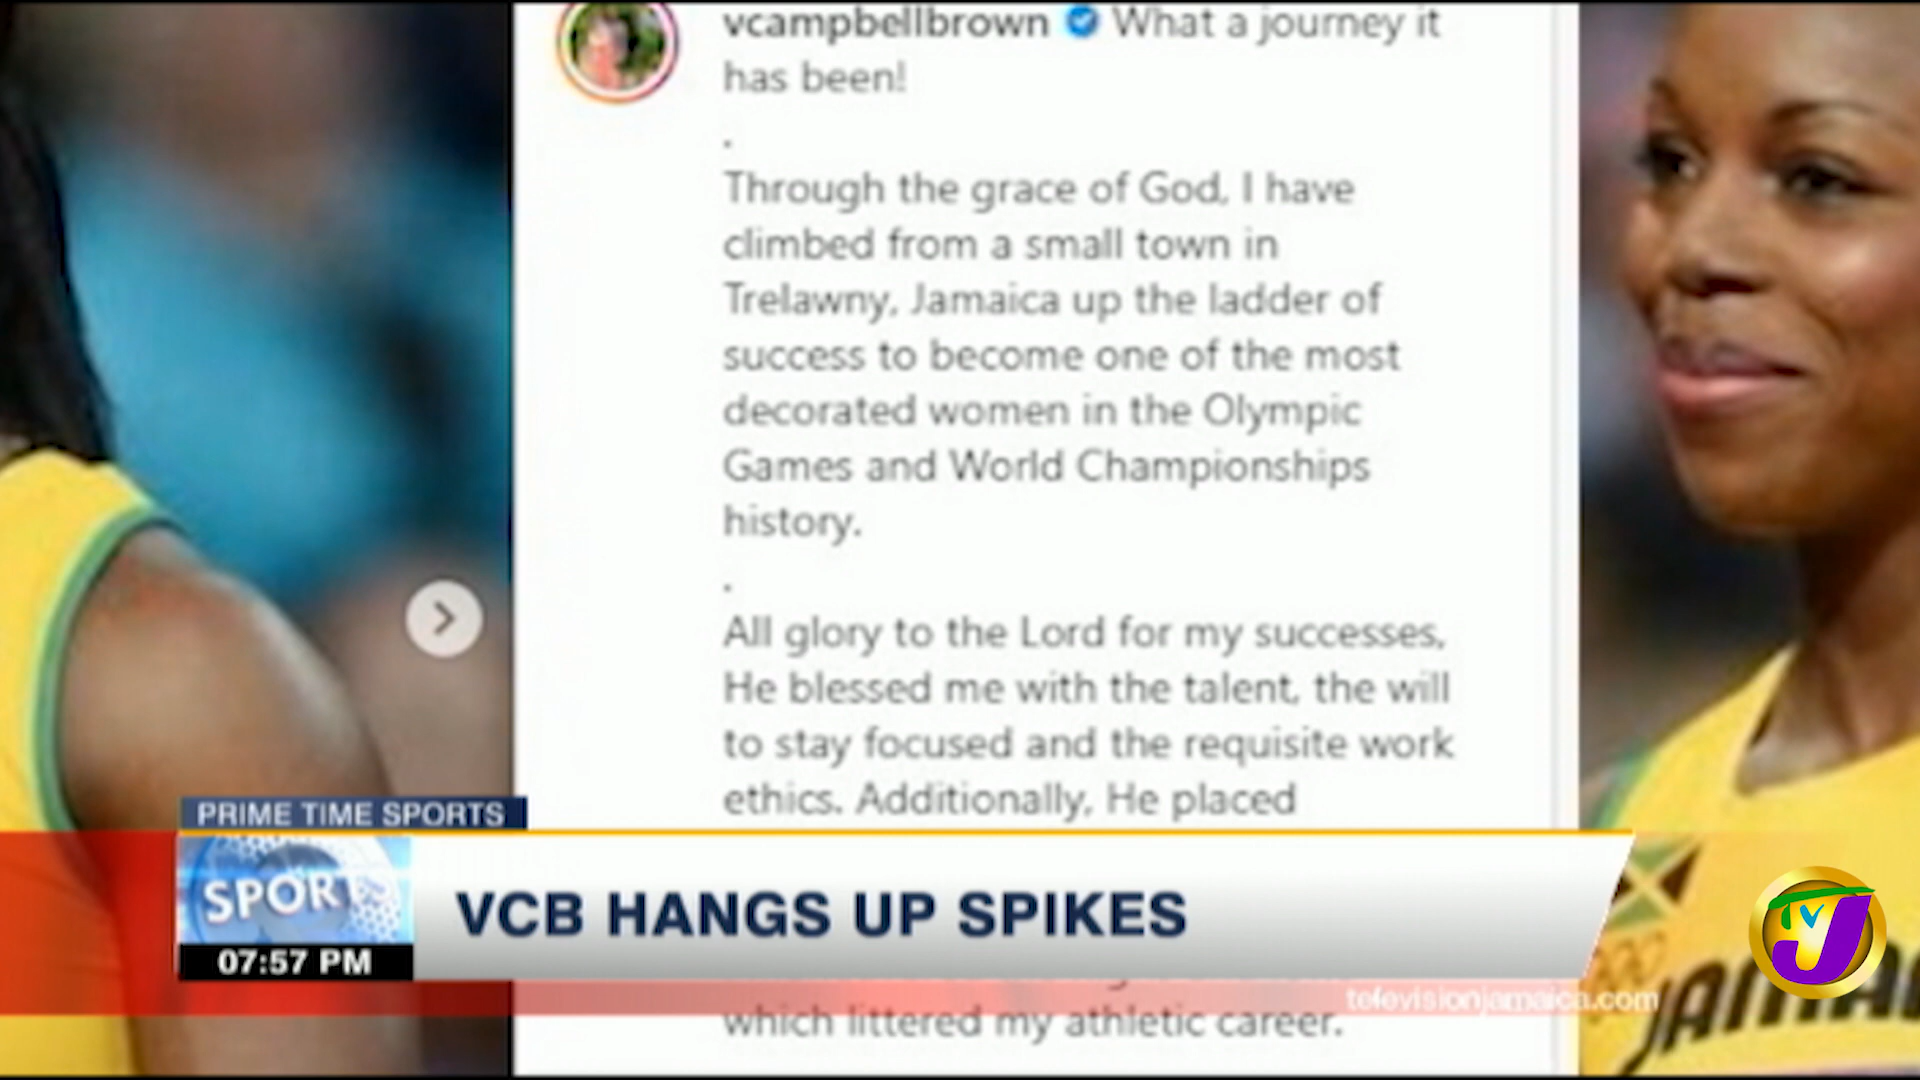 vcampbellbrown What a journey it
has been!
.
Through the grace of God, I have
climbed from a small town in
Trelawny, Jamaica up the ladder of
success to become one of the most
decorated women in the Olympic
Games and World Championships
history.
.
All glory to the Lord for my successes,
He blessed me with the talent, the will
to stay focused and the requisite work
ethics. Additionally, He placed
which littered my athletic career.
PRIME TIME SPORTS
SPORTS
VCB HANGS UP SPIKES
07:57 PM
televisionjamaica.com
TVJ